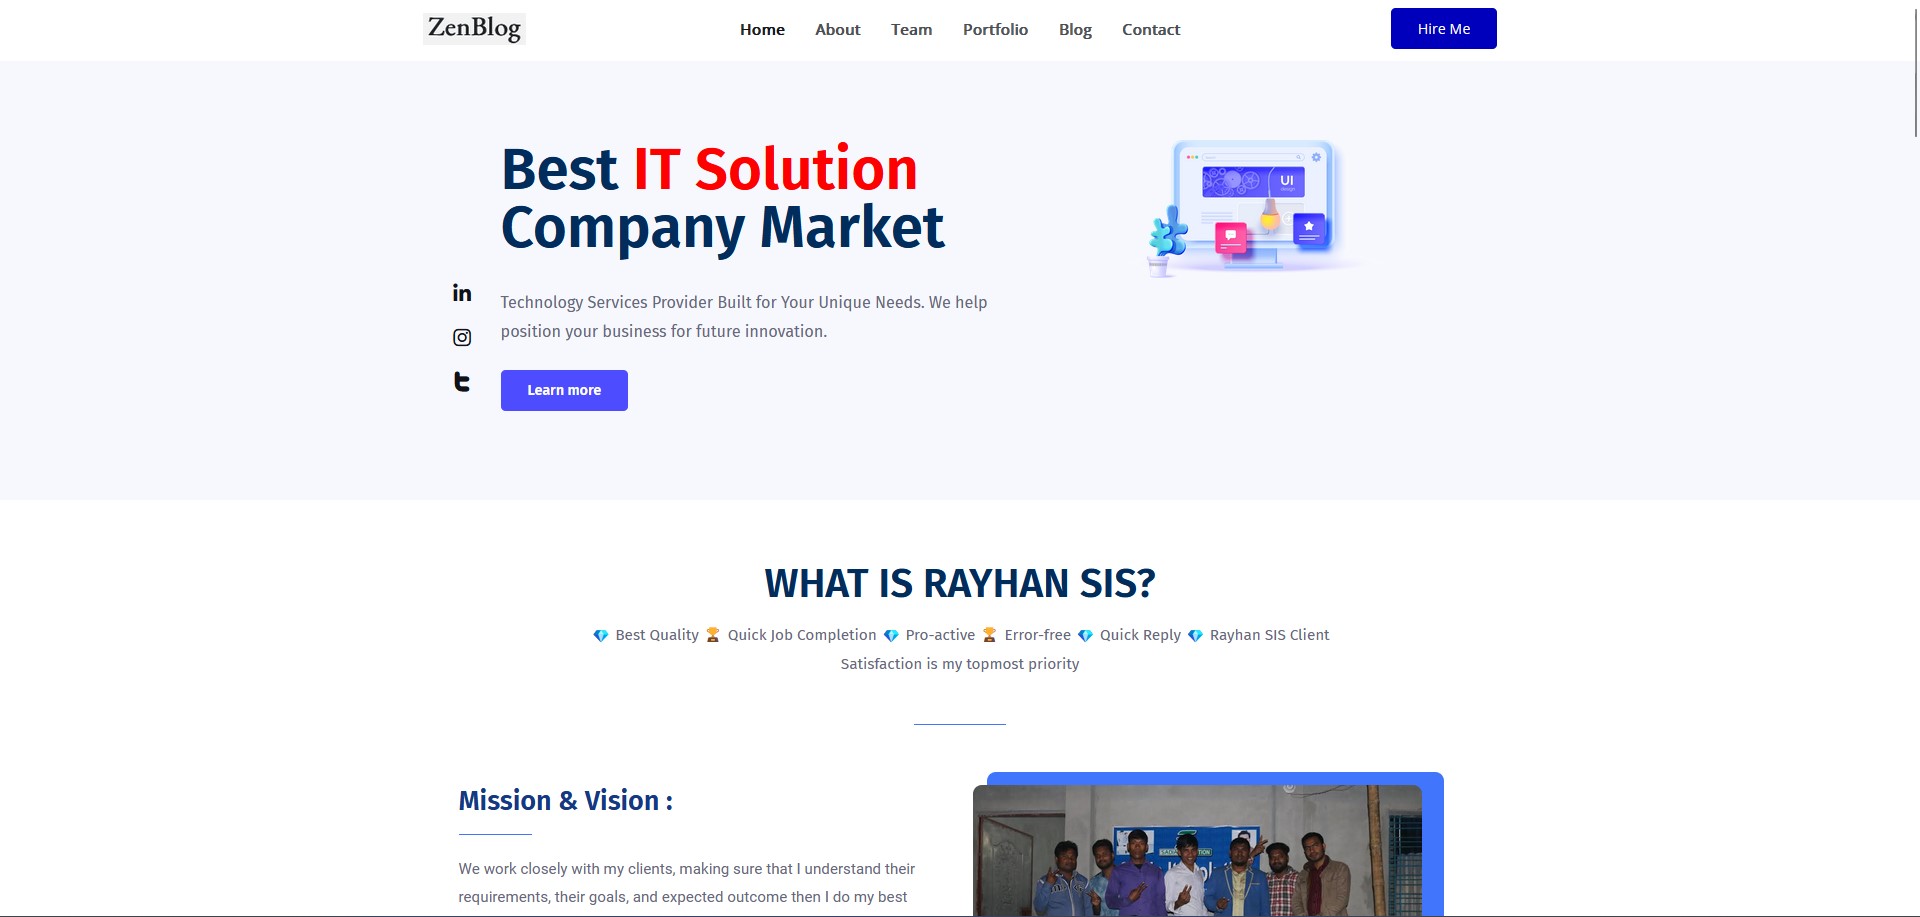 ZenBlog
Home About Team Portfolio Blog Contact
Hire Me
Best IT Solution
Company Market
Technology Services Provider Built for Your Unique Needs. We help
position your business for future innovation.
Learn more
UI
design
WHAT IS RAYHAN SIS?
💎 Best Quality 🏆 Quick Job Completion 💎 Pro-active 🏆 Error-free 💎 Quick Reply 💎 Rayhan SIS Client
Satisfaction is my topmost priority
Mission & Vision :
We work closely with my clients, making sure that I understand their
requirements, their goals, and expected outcome then I do my best